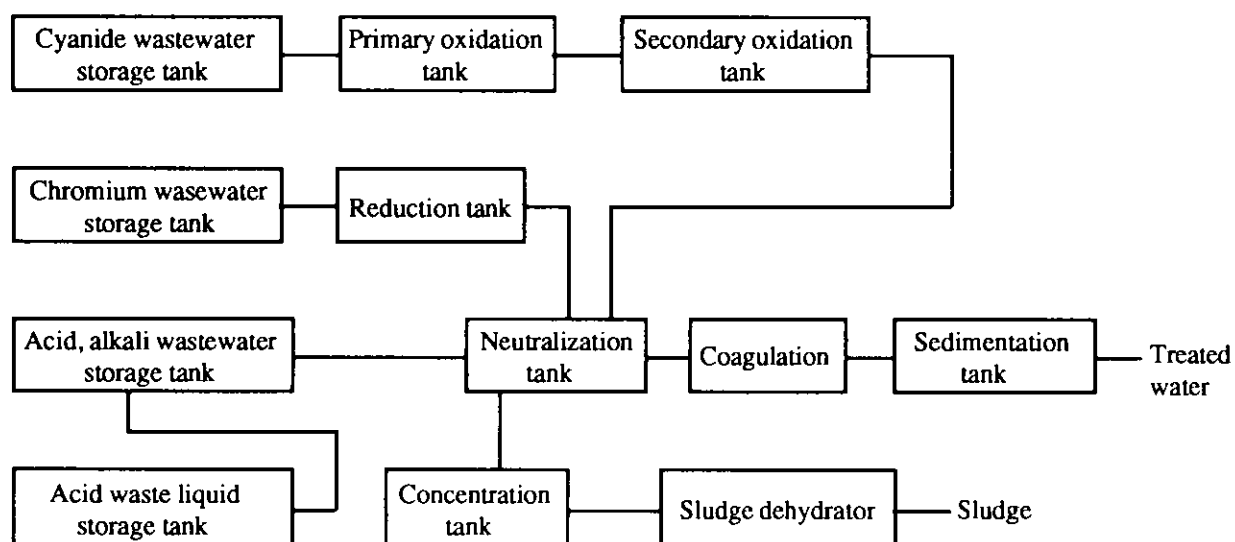 Cyanide wastewater
storage tank
Primary oxidation
tank
Secondary oxidation
tank
Chromium wasewater
storage tank
Reduction tank
Acid, alkali wastewater
storage tank
Neutralization
tank
Coagulation
Sedimentation
tank
Treated
water
Acid waste liquid
storage tank
Concentration
tank
Sludge dehydrator
Sludge